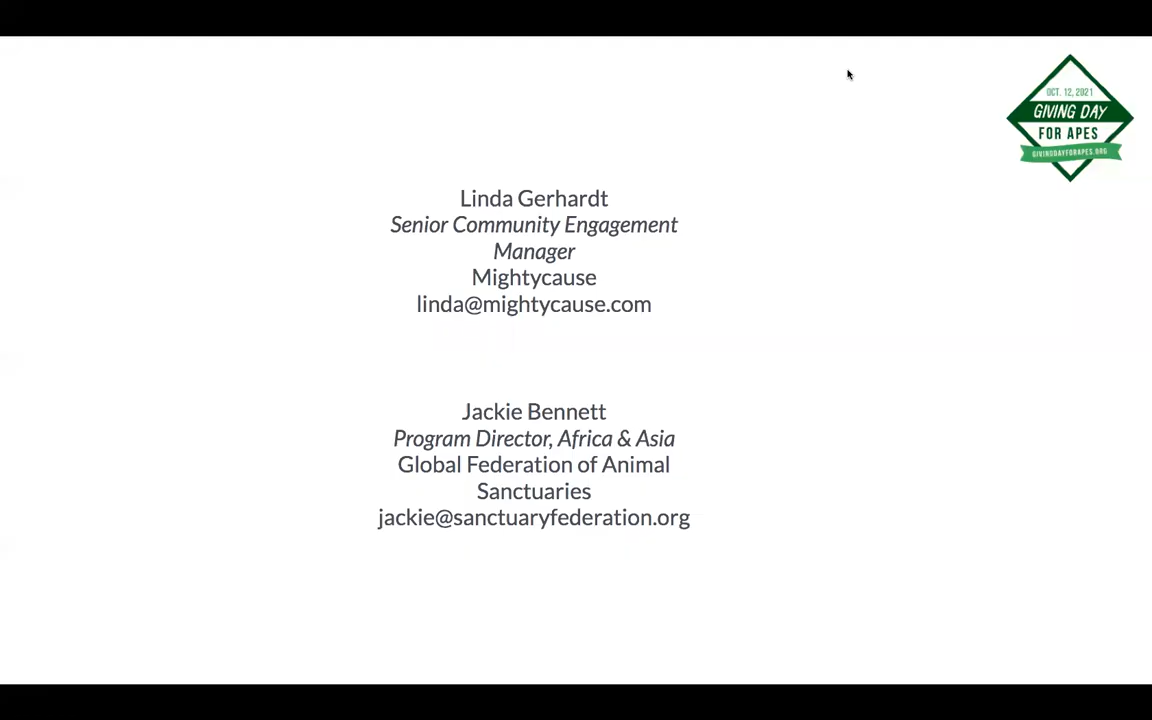 OCT. 12, 2021
GIVING DAY
FOR APES
GIVINGDAYFORAPES.ORG
Linda Gerhardt
Senior Community Engagement
Manager
Mightycause
linda@mightycause.com
Jackie Bennett
Program Director, Africa & Asia
Global Federation of Animal
Sanctuaries
jackie@sanctuaryfederation.org